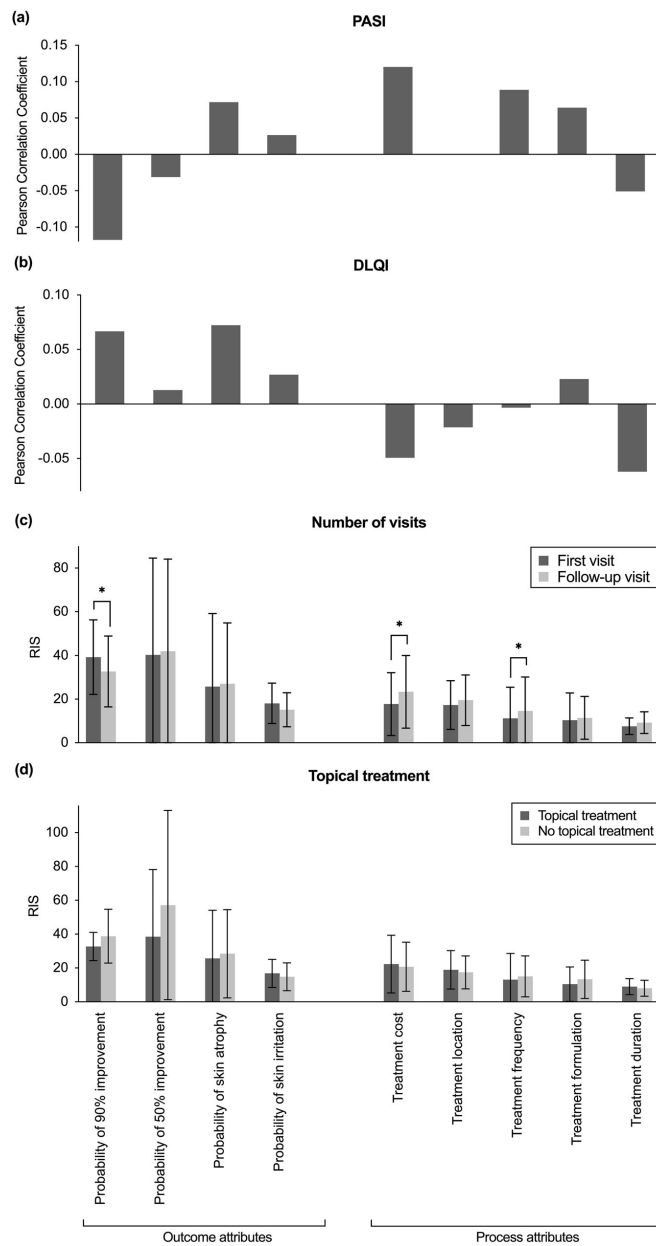 (a)
PASI
Pearson Correlation Coefficient
0.15
0.10
0.05
0.00
-0.05
-0.10
(b)
DLQI
Pearson Correlation Coefficient
0.10
0.05
0.00
-0.05
(c)
Number of visits
RIS
80
60
40
20
0
First visit
Follow-up visit
*
*
*
(d)
Topical treatment
RIS
100
80
60
40
20
0
Topical treatment
No topical treatment
Probability of 90% improvement
Probability of 50% improvement
Probability of skin atrophy
Probability of skin irritation
Treatment cost
Treatment location
Treatment frequency
Treatment formulation
Treatment duration
Outcome attributes
Process attributes